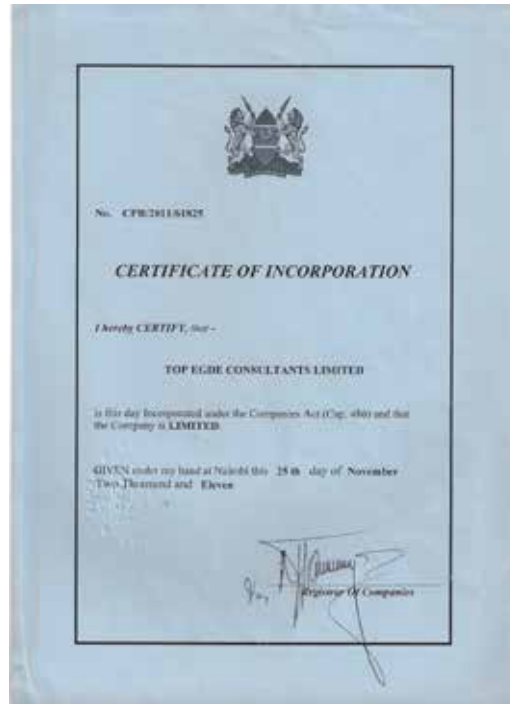 No. CPR/2011/61825
CERTIFICATE OF INCORPORATION
I hereby CERTIFY, that –
TOP EGDE CONSULTANTS LIMITED
is this day Incorporated under the Companies Act (Cap. 486) and that
the Company is LIMITED
GIVEN under my hand at Nairobi this 25 th day of November
Two Thousand and Eleven
Registrar Of Companies